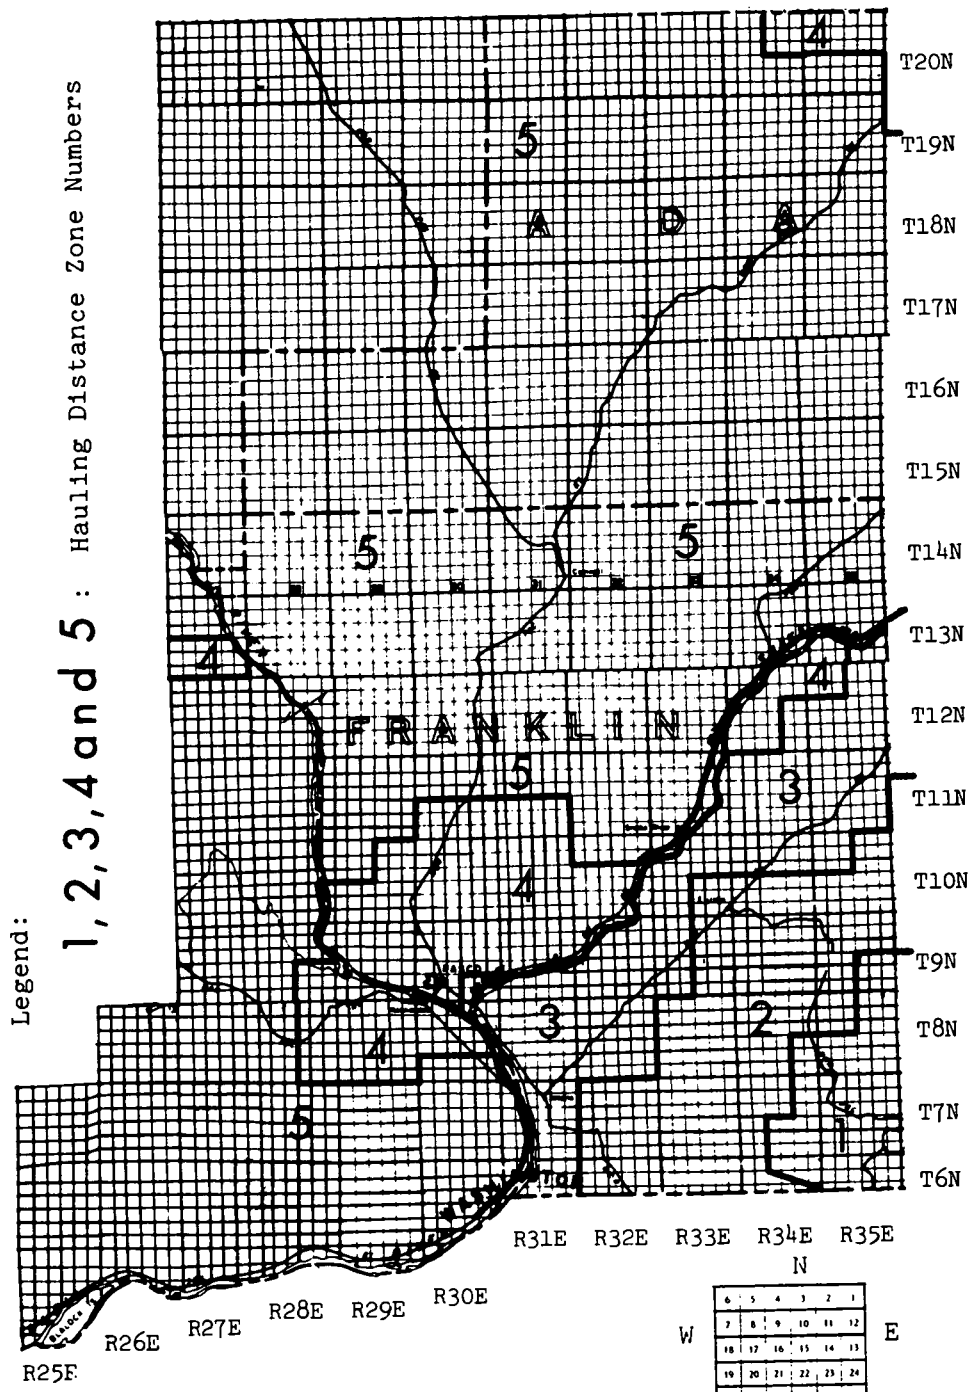 Legend:
1, 2, 3, 4 and 5 : Hauling Distance Zone Numbers
4
T20N
5
T19N
A D A
T18N
T17N
T16N
T15N
5
5
T14N
T13N
4
4
FRANKLIN
T12N
5
3
T11N
4
T10N
T9N
3
2
T8N
4
5
T7N
T6N
R31E R32E R33E R34E R35E
R28E R29E R30E
R26E R27E
BLALOCK IS
R25E
N
W
E
6 5 4 3 2 1
7 8 9 10 11 12
18 17 16 15 14 13
19 20 21 22 23 24